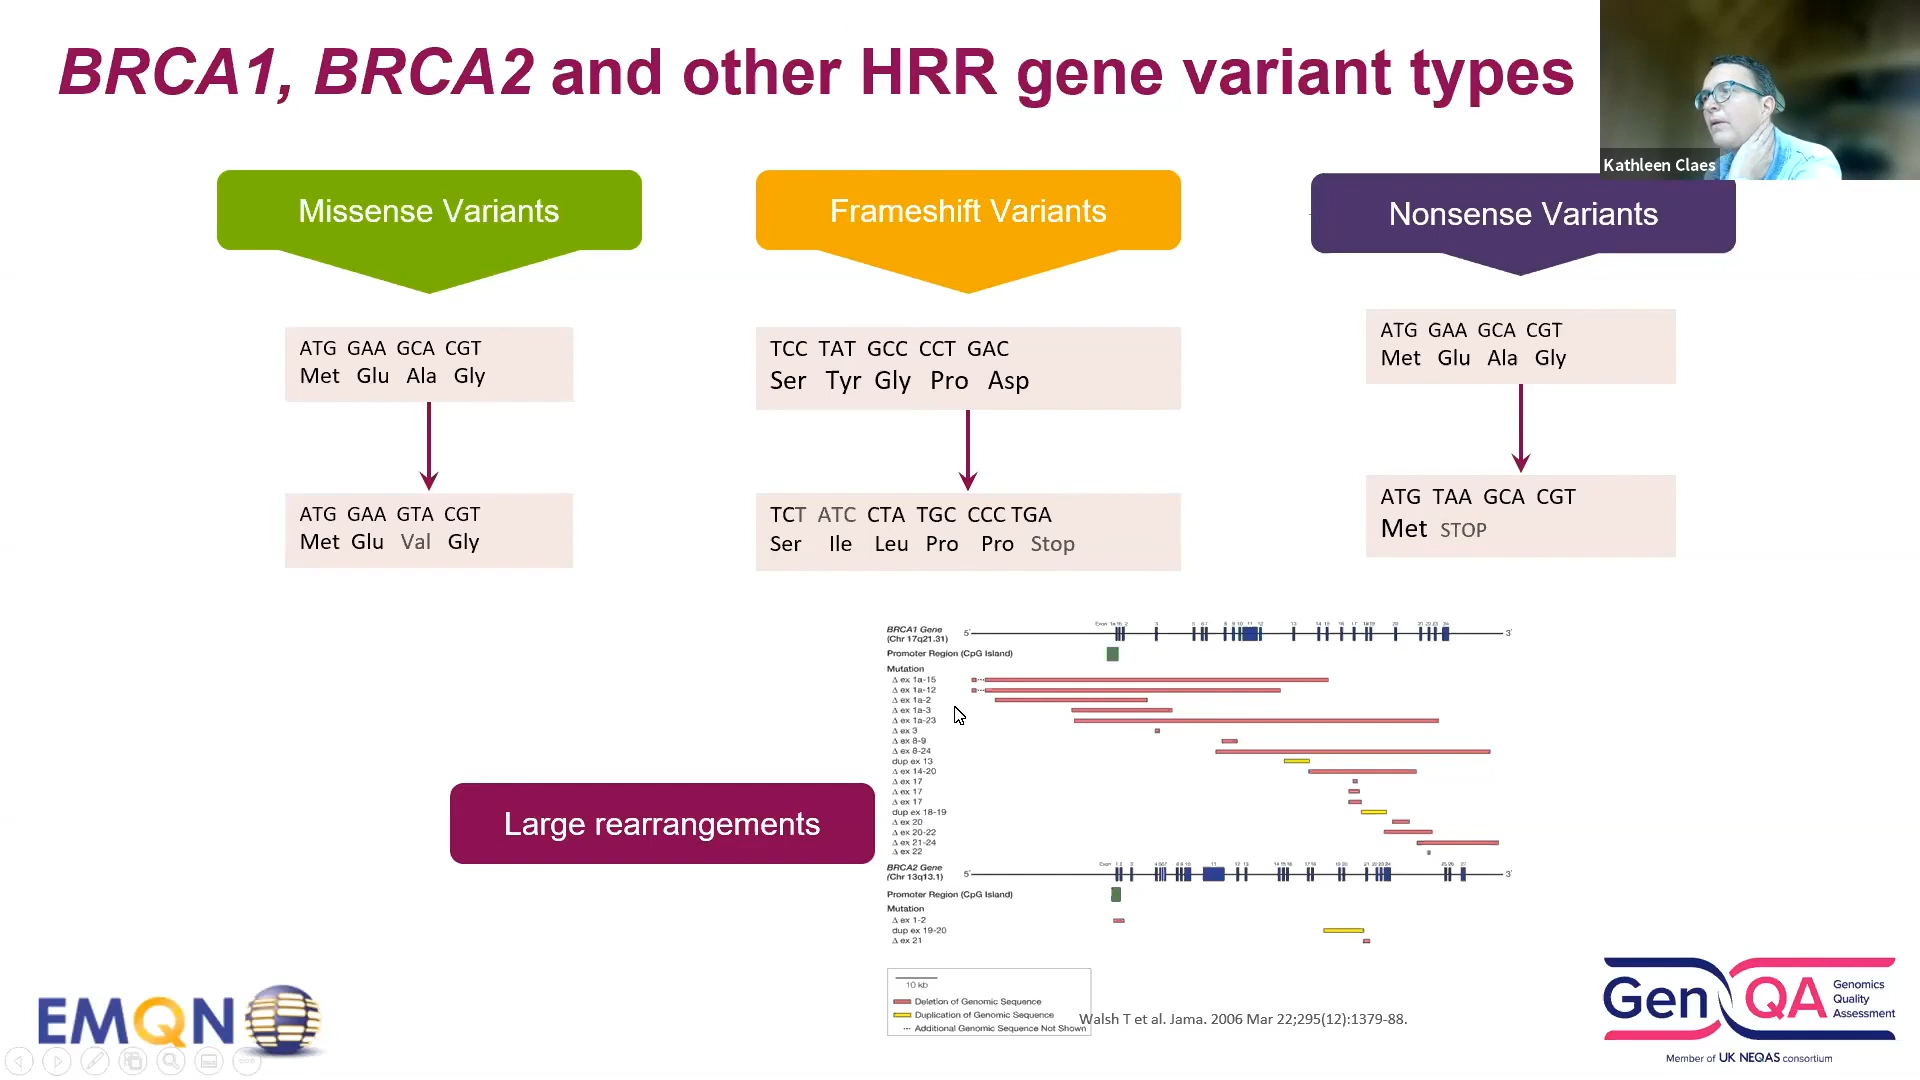 BRCA1, BRCA2 and other HRR gene variant types
Kathleen Claes
Missense Variants
Frameshift Variants
Nonsense Variants
ATG GAA GCA CGT
Met Glu Ala Gly
ATG GAA GTA CGT
Met Glu Val Gly
TCC TAT GCC CCT GAC
Ser Tyr Gly Pro Asp
TCT ATC CTA TGC CCC TGA
Ser Ile Leu Pro Pro Stop
ATG GAA GCA CGT
Met Glu Ala Gly
ATG TAA GCA CGT
Met STOP
Large rearrangements
BRCA1 Gene
(Chr 17q21.31)
5'
3'
Promoter Region (CpG Island)
Mutation
Δ ex 1a-15
Δ ex 1a-12
Δ ex 1a-2
Δ ex 1a-3
Δ ex 1a-23
Δ ex 3
Δ ex 8-9
Δ ex 8-24
dup ex 13
Δ ex 14-20
Δ ex 17
Δ ex 17
Δ ex 17
dup ex 18-19
Δ ex 20
Δ ex 20-22
Δ ex 21-24
Δ ex 22
BRCA2 Gene
(Chr 13q13.1)
5'
3'
Promoter Region (CpG Island)
Mutation
Δ ex 1-2
dup ex 19-20
Δ ex 21
10 kb
Deletion of Genomic Sequence
Duplication of Genomic Sequence
Additional Genomic Sequence Not Shown
Walsh T et al. Jama. 2006 Mar 22;295(12):1379-88.
EMQN
GenQA
Genomics
Quality
Assessment
Member of UK NEQAS consortium